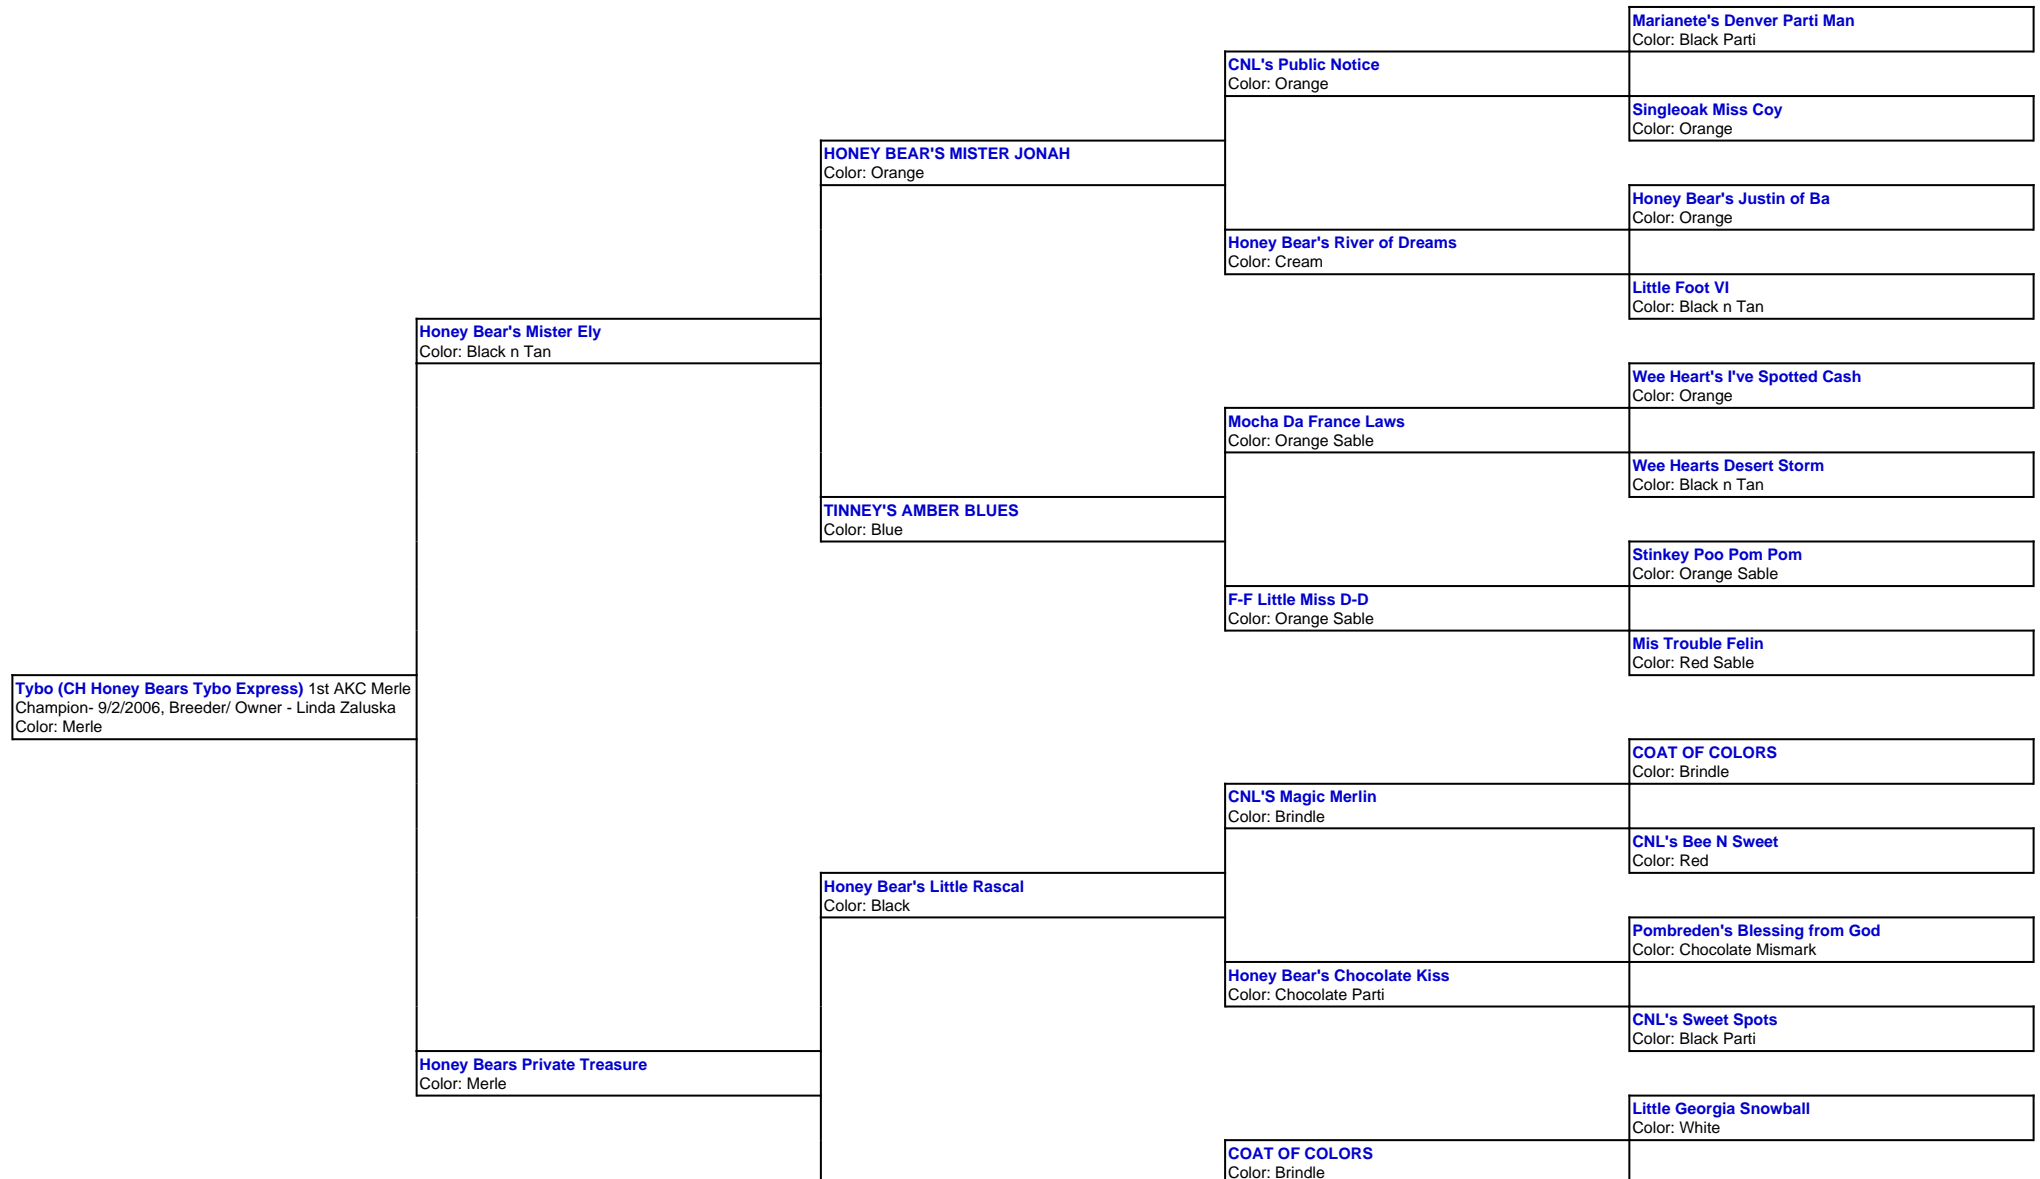 Marianete's Denver Parti Man
Color: Black Parti
CNL's Public Notice
Color: Orange
Singleoak Miss Coy
Color: Orange
HONEY BEAR'S MISTER JONAH
Color: Orange
Honey Bear's Justin of Ba
Color: Orange
Honey Bear's River of Dreams
Color: Cream
Little Foot VI
Color: Black n Tan
Honey Bear's Mister Ely
Color: Black n Tan
Wee Heart's I've Spotted Cash
Color: Orange
Mocha Da France Laws
Color: Orange Sable
Wee Hearts Desert Storm
Color: Black n Tan
TINNEY'S AMBER BLUES
Color: Blue
Stinkey Poo Pom Pom
Color: Orange Sable
F-F Little Miss D-D
Color: Orange Sable
Mis Trouble Felin
Color: Red Sable
Tybo (CH Honey Bears Tybo Express) 1st AKC Merle
Champion- 9/2/2006, Breeder/ Owner - Linda Zaluska
Color: Merle
COAT OF COLORS
Color: Brindle
CNL'S Magic Merlin
Color: Brindle
CNL's Bee N Sweet
Color: Red
Honey Bear's Little Rascal
Color: Black
Pombreden's Blessing from God
Color: Chocolate Mismark
Honey Bear's Chocolate Kiss
Color: Chocolate Parti
CNL's Sweet Spots
Color: Black Parti
Honey Bears Private Treasure
Color: Merle
Little Georgia Snowball
Color: White
COAT OF COLORS
Color: Brindle